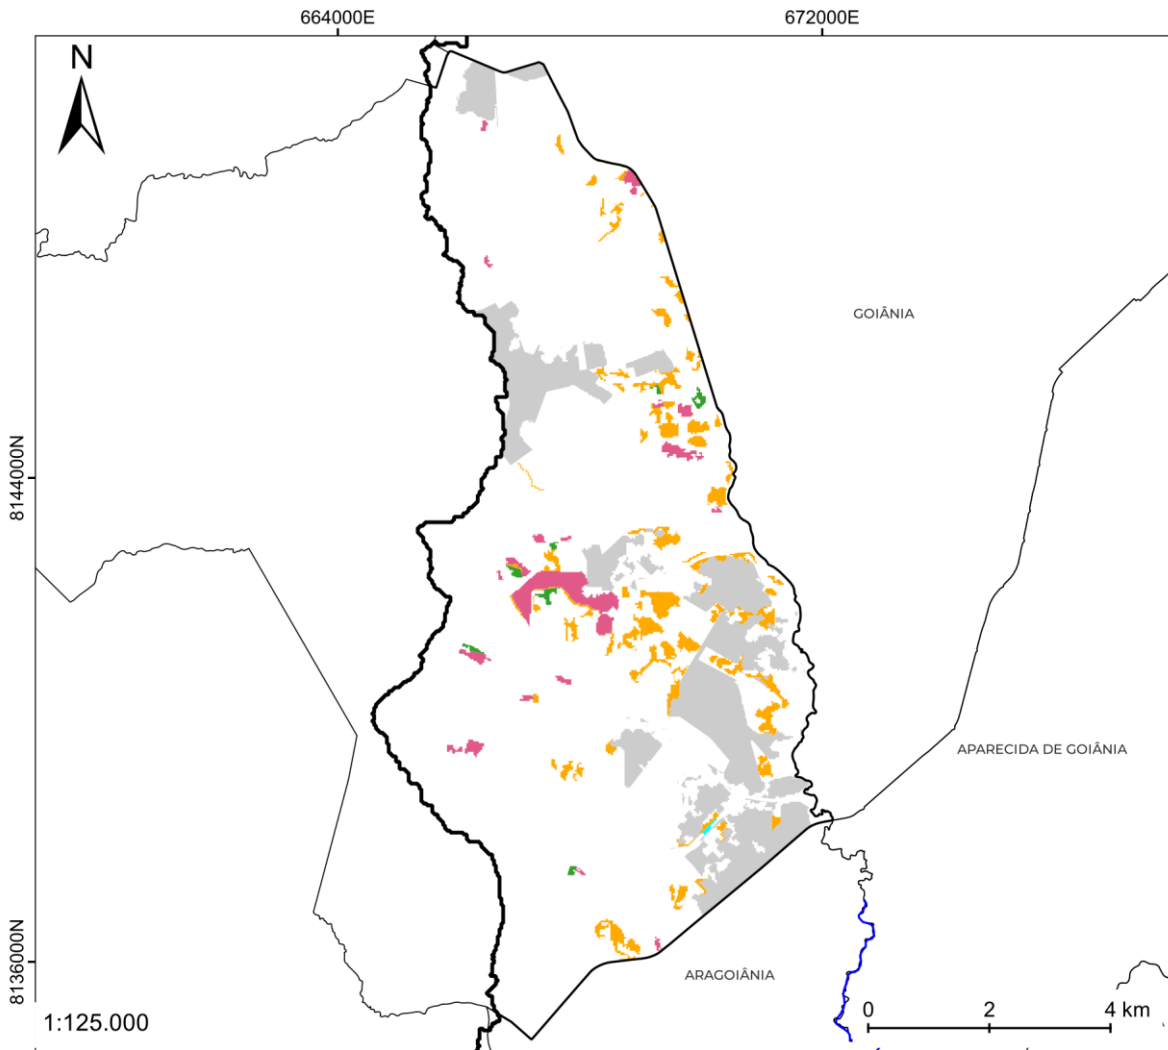 664000E 672000E
N
GOIÂNIA
8144000N
APARECIDA DE GOIÂNIA
8136000N
ARAGOIÂNIA
1:125.000
0 2 4 km